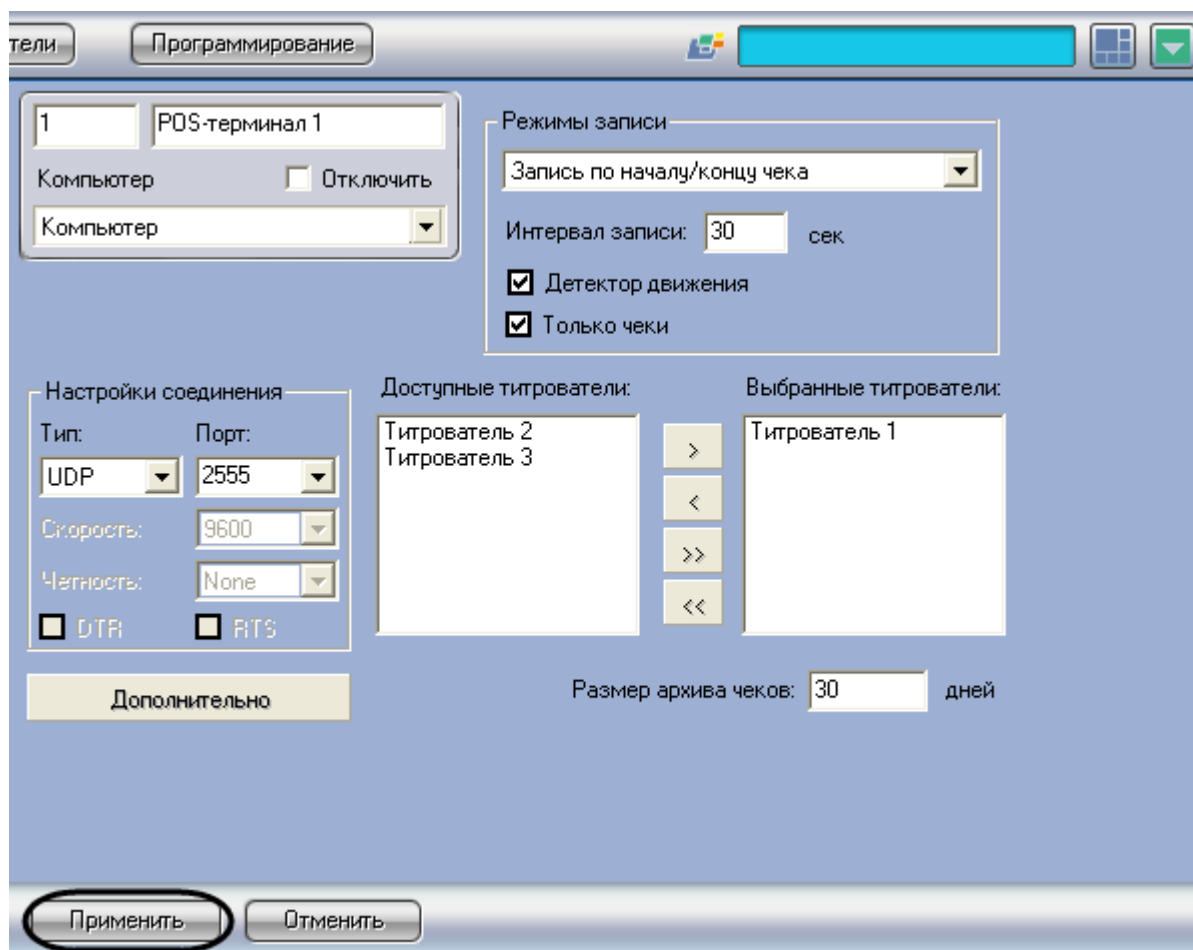 тели
Программирование
1
POS-терминал 1
Компьютер
Отключить
Компьютер
Режимы записи
Запись по началу/концу чека
Интервал записи: 30 сек
Детектор движения
Только чеки
Настройки соединения
Тип: Порт:
UDP 2555
Скорость: 9600
Четность: None
DTR RTS
Дополнительно
Доступные титрователи:
Титрователь 2
Титрователь 3
>
<
>>
<<
Выбранные титрователи:
Титрователь 1
Размер архива чеков: 30 дней
Применить
Отменить